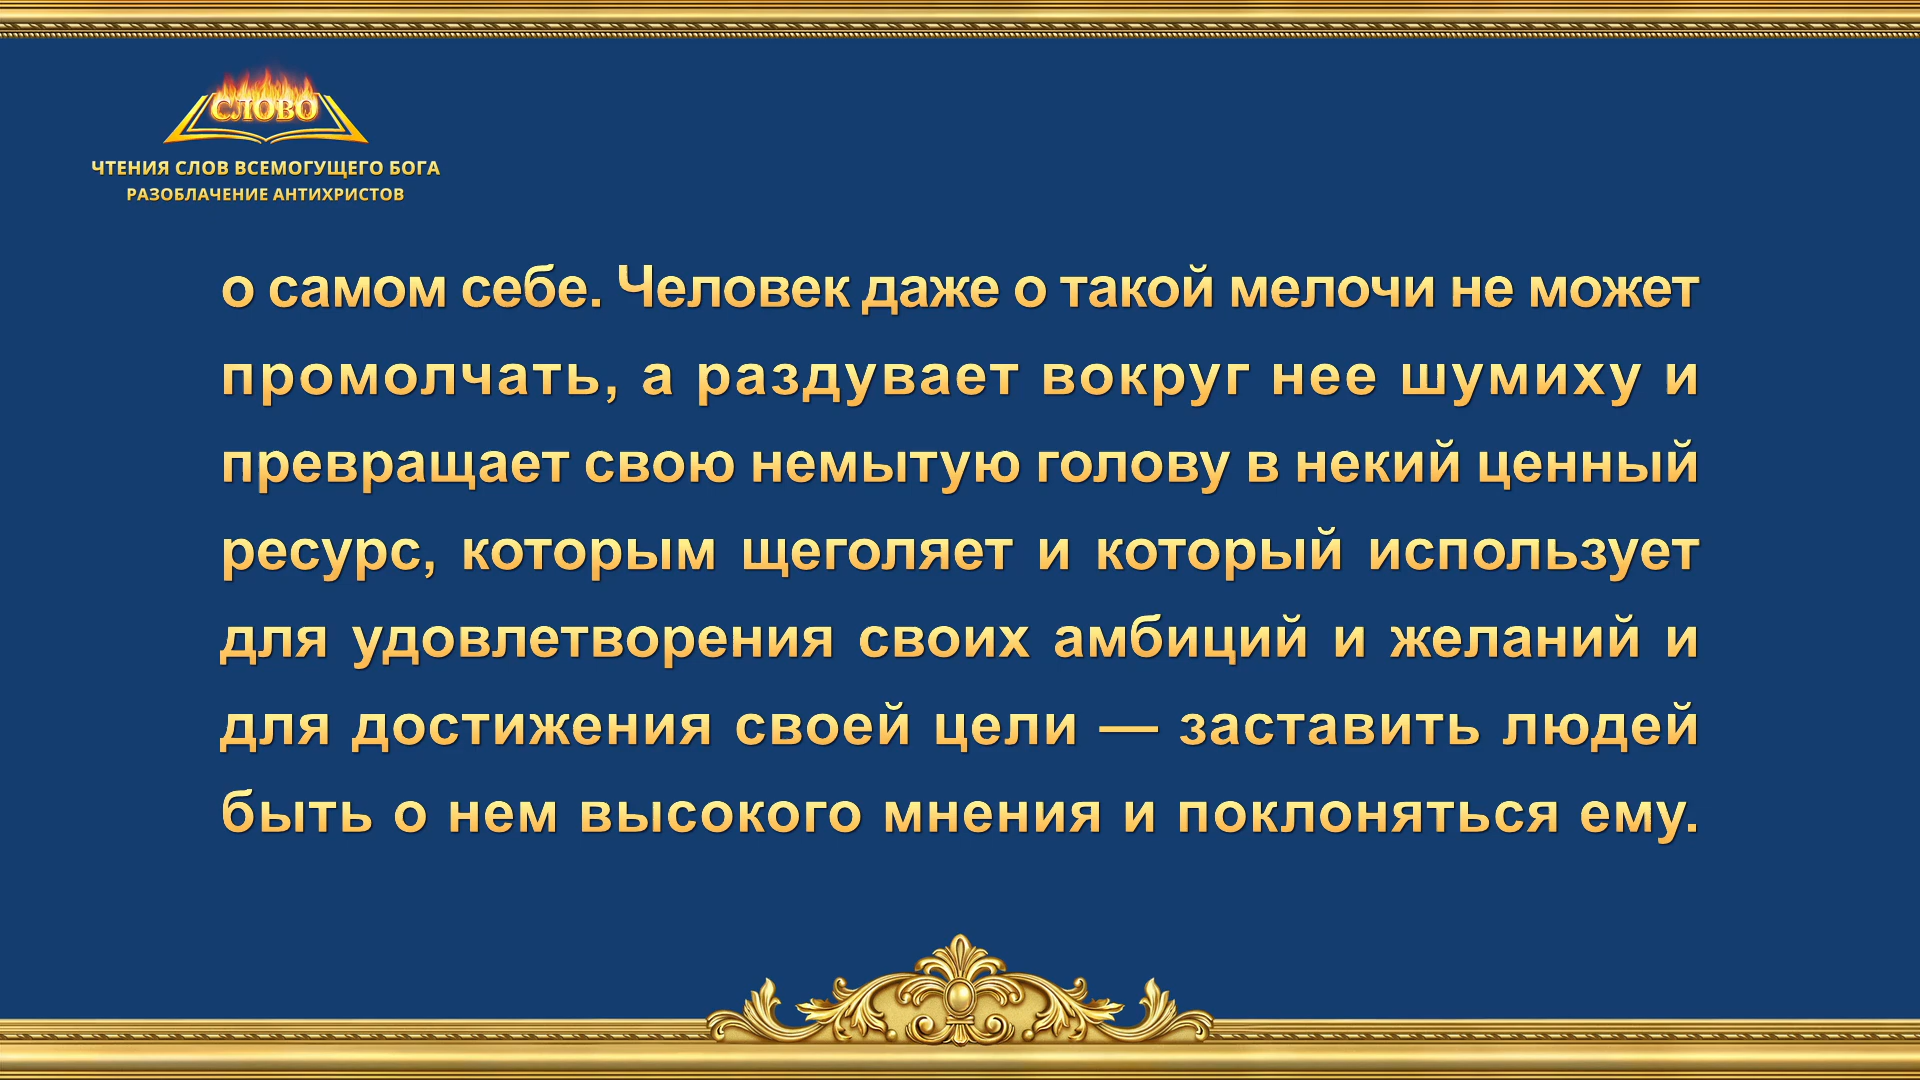 СЛОВО
ЧТЕНИЯ СЛОВ ВСЕМОГУЩЕГО БОГА
РАЗОБЛАЧЕНИЕ АНТИХРИСТОВ
о самом себе. Человек даже о такой мелочи не может
промолчать, а раздувает вокруг нее шумиху и
превращает свою немытую голову в некий ценный
ресурс, которым щеголяет и который использует
для удовлетворения своих амбиций и желаний и
для достижения своей цели — заставить людей
быть о нем высокого мнения и поклоняться ему.